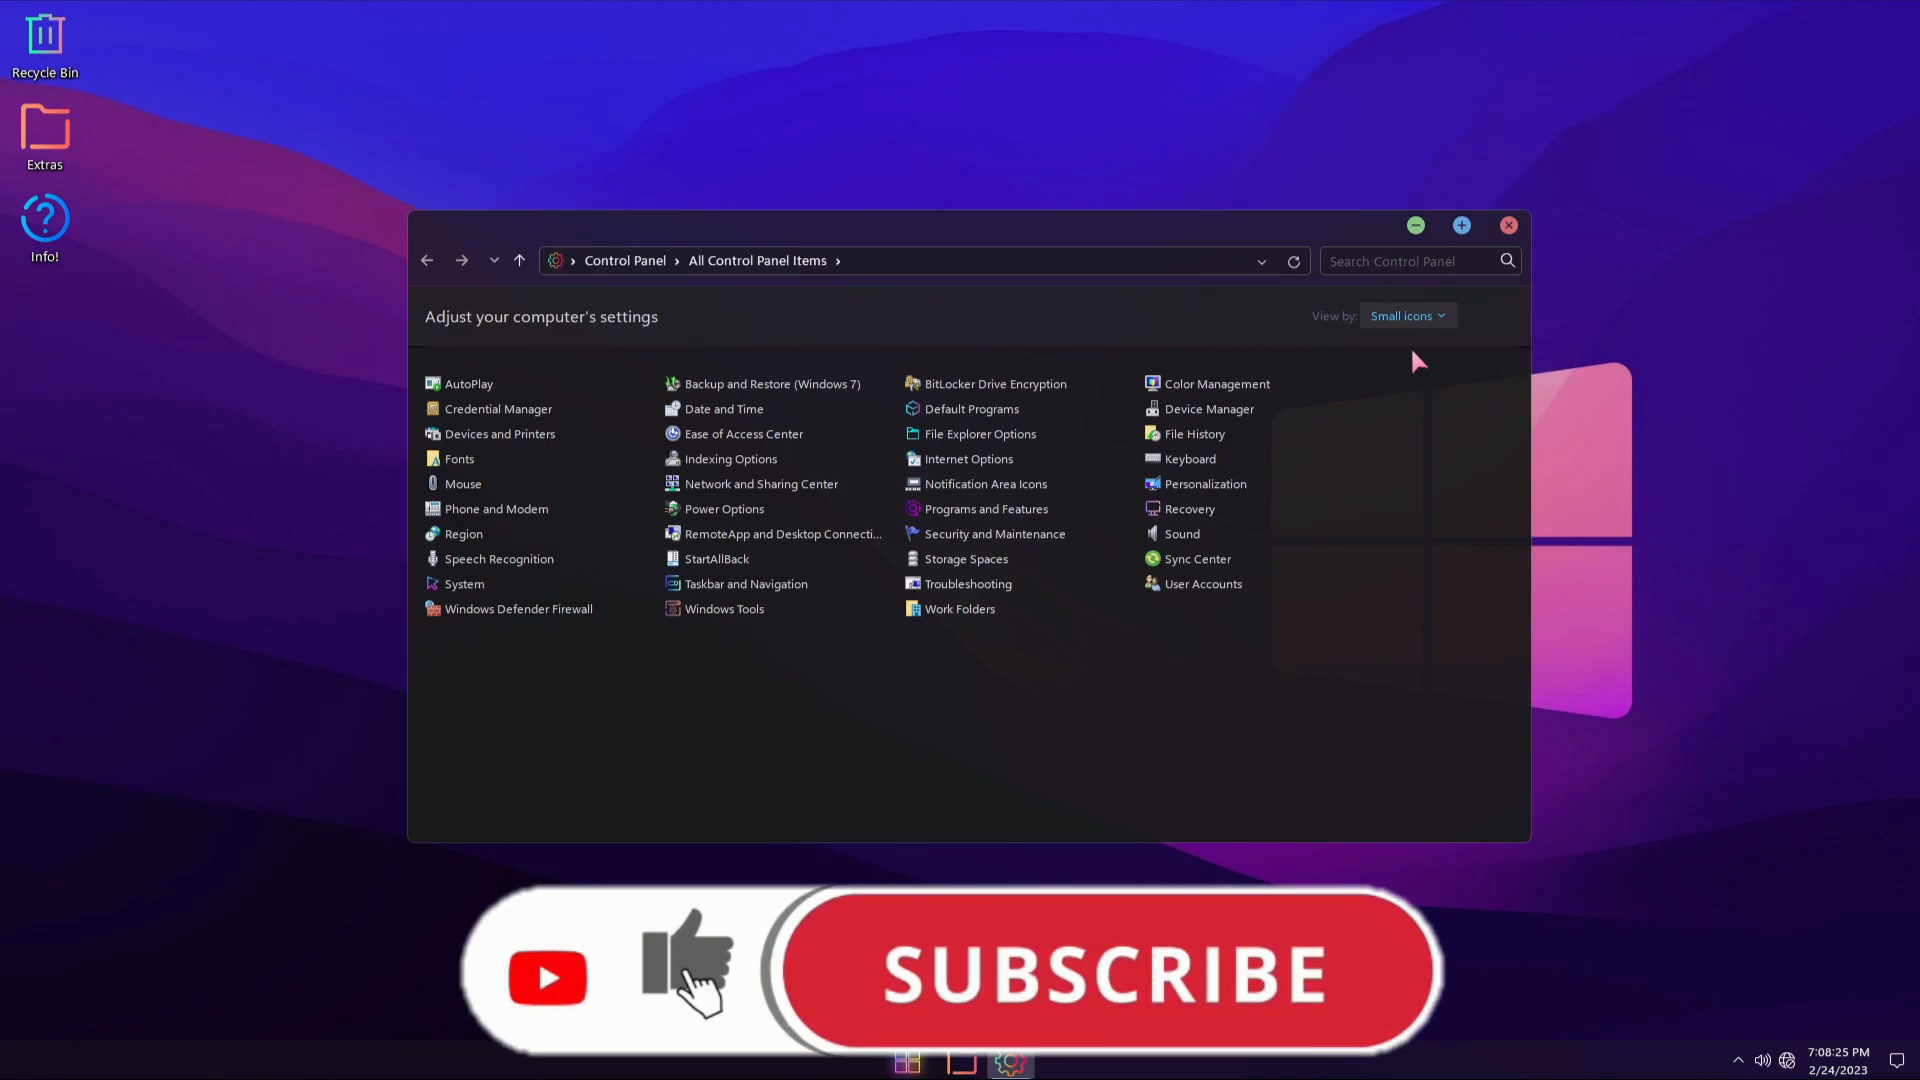 Recycle Bin
Extras
Info!
Control Panel
All Control Panel Items
Search Control Panel
Adjust your computer's settings
View by:
Small icons
AutoPlay
Backup and Restore (Windows 7)
BitLocker Drive Encryption
Color Management
Credential Manager
Date and Time
Default Programs
Device Manager
Devices and Printers
Ease of Access Center
File Explorer Options
File History
Fonts
Indexing Options
Internet Options
Keyboard
Mouse
Network and Sharing Center
Notification Area Icons
Personalization
Phone and Modem
Power Options
Programs and Features
Recovery
Region
RemoteApp and Desktop Connecti...
Security and Maintenance
Sound
Speech Recognition
StartAllBack
Storage Spaces
Sync Center
System
Taskbar and Navigation
Troubleshooting
User Accounts
Windows Defender Firewall
Windows Tools
Work Folders
SUBSCRIBE
7:08:25 PM
2/24/2023